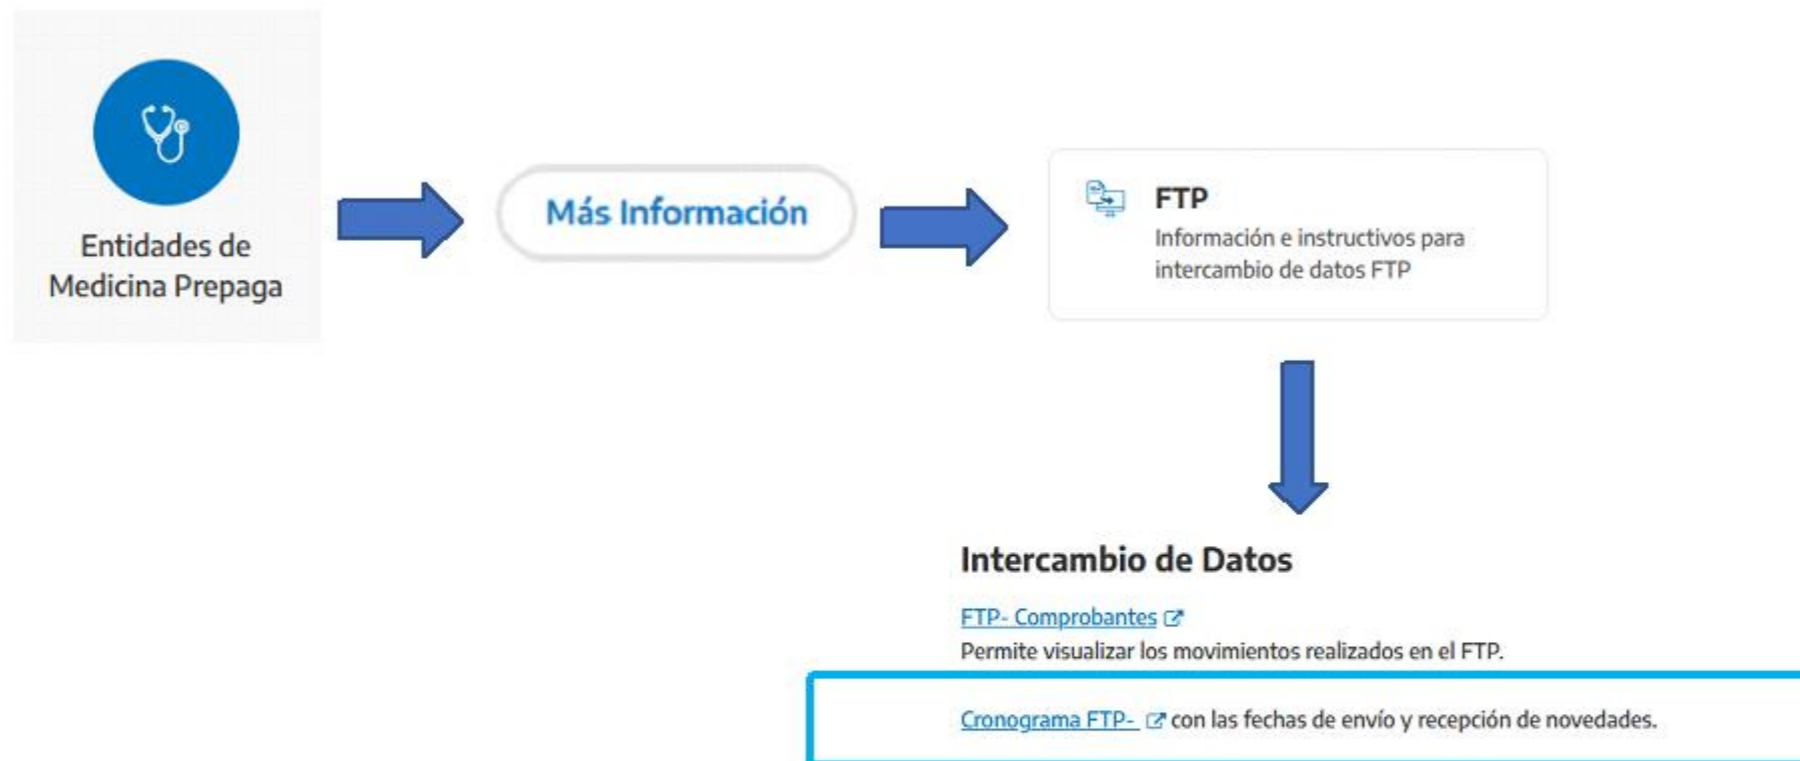 Entidades de
Medicina Prepaga
Más Información
FTP
Información e instructivos para
intercambio de datos FTP
Intercambio de Datos
FTP- Comprobantes
Permite visualizar los movimientos realizados en el FTP.
Cronograma FTP- con las fechas de envío y recepción de novedades.